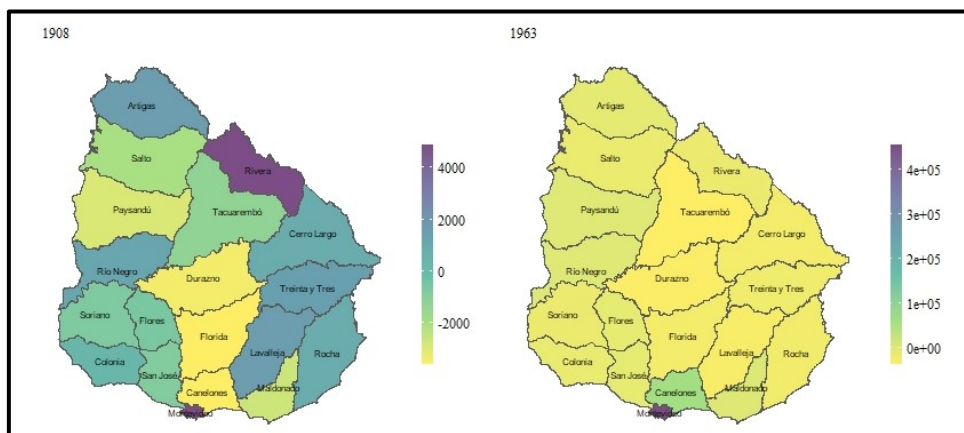 1908
Artigas
Salto
Rivera
Paysandú
Tacuarembó
Cerro Largo
Río Negro
Durazno
Treinta y Tres
Soriano
Flores
Florida
Lavalleja
Rocha
Colonia
San José
Maldonado
Canelones
Montevideo
4000
2000
0
-2000
1963
Artigas
Salto
Rivera
Paysandú
Tacuarembó
Cerro Largo
Río Negro
Durazno
Treinta y Tres
Soriano
Flores
Florida
Lavalleja
Rocha
Colonia
San José
Maldonado
Canelones
Montevideo
4e+05
3e+05
2e+05
1e+05
0e+00